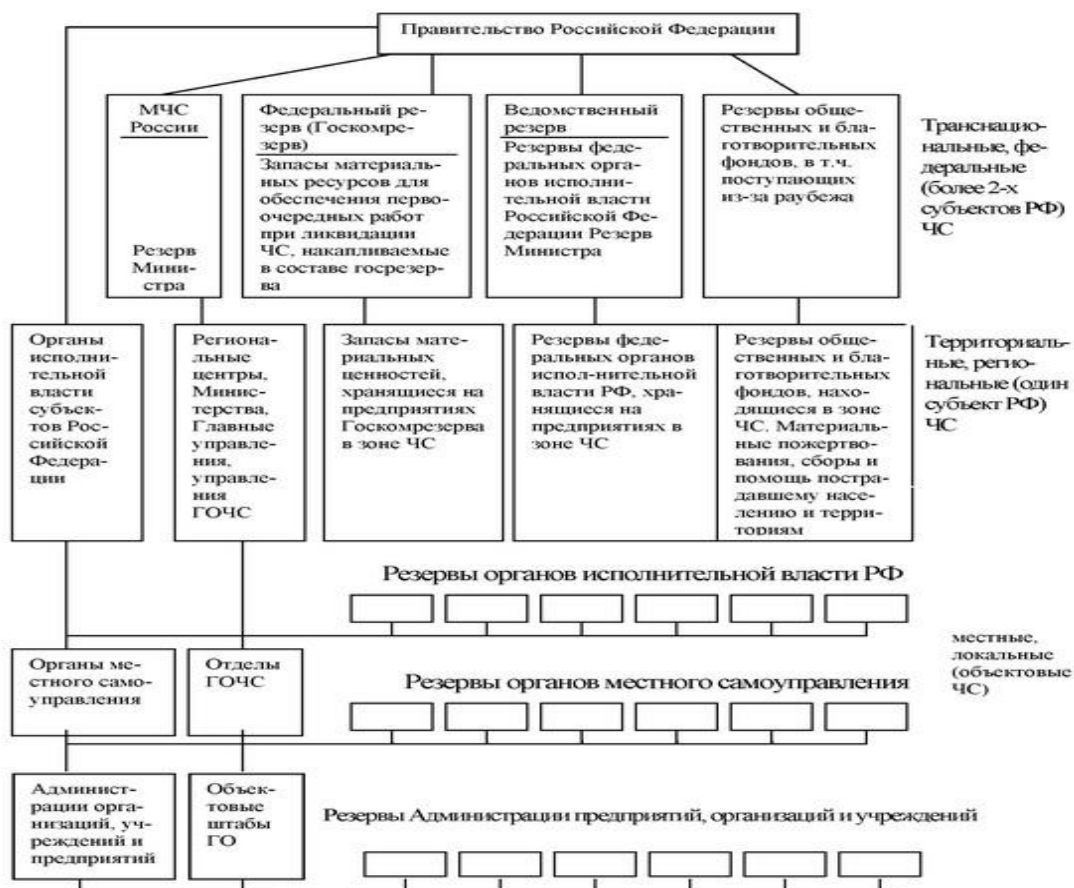 Правительство Российской Федерации
МЧС
России
Резерв
Мини-
стра
Федеральный ре-
зерв (Госкомре-
зерв)
Запасы материаль-
ных ресурсов для
обеспечения перво-
очередных работ
при ликвидации
ЧС, накапливаемые
в составе госрезер-
ва
Ведомственный
резерв
Резервы феде-
ральных орга-
нов исполни-
тельной власти
Российской Фе-
дерации Резерв
Министра
Резервы общ-
ественных и бла-
готворительных
фондов, в т.ч.
поступающих
из-за раубежа
Транснацио-
нальные, фе-
деральные
(более 2-х
субъектов РФ)
ЧС
Органы
исполни-
тельной
власти
субъек-
тов Рос-
сийской
Федера-
ции
Региона-
льные
центры,
Минис-
терства,
Главные
управле-
ния,
управле-
ния
ГОЧС
Запасы мате-
риальных
ценностей,
хранящиеся на
предприятиях
Госкомрезерва
в зоне ЧС
Резервы феде-
ральных органов
испол-нительной
власти РФ, хра-
нящиеся на
предприятиях в
зоне ЧС
Резервы обще-
ственных и бла-
готворительных
фондов, нахо-
дящиеся в зоне
ЧС. Материаль-
ные пожертво-
вания, сборы и
помощь постра-
давшему насе-
лению и терри-
ториям
Территориаль-
ные, регио-
нальные (один
субъект РФ)
ЧС
Резервы органов исполнительной власти РФ
местные,
локальные
(объектовые
ЧС)
Органы ме-
стного само-
управления
Отделы
ГОЧС
Резервы органов местного самоуправления
Админист-
рации орга-
низаций, уч-
реждений и
предприятий
Объек-
товые
штабы
ГО
Резервы Администрации предприятий, организаций и учреждений